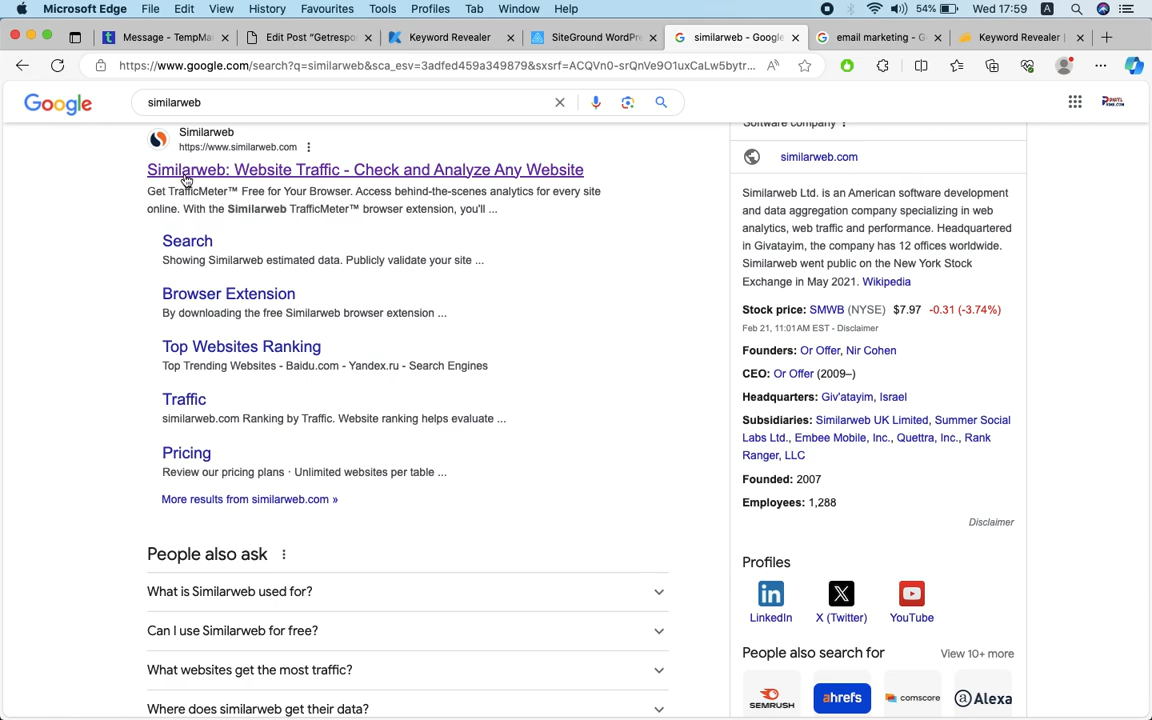 Microsoft Edge File Edit View History Favourites Tools Profiles Tab Window Help 54% Wed 17:59 A
Message - TempMai
Edit Post "Getrespo
Keyword Revealer
SiteGround WordPre
similarweb - Google
email marketing - G
Keyword Revealer |
https://www.google.com/search?q=similarweb&sca_esv=3adfed459a349879&sxsrf=ACQVn0-srQnVe9O1uxCaLw5bytr...
Google
similarweb
Similarweb
https://www.similarweb.com
Similarweb: Website Traffic - Check and Analyze Any Website
Get TrafficMeter™ Free for Your Browser. Access behind-the-scenes analytics for every site
online. With the Similarweb TrafficMeter™ browser extension, you'll ...
Search
Showing Similarweb estimated data. Publicly validate your site ...
Browser Extension
By downloading the free Similarweb browser extension ...
Top Websites Ranking
Top Trending Websites - Baidu.com - Yandex.ru - Search Engines
Traffic
similarweb.com Ranking by Traffic. Website ranking helps evaluate ...
Pricing
Review our pricing plans · Unlimited websites per table ...
More results from similarweb.com »
People also ask
What is Similarweb used for?
Can I use Similarweb for free?
What websites get the most traffic?
Where does similarweb get their data?
Software company
similarweb.com
Similarweb Ltd. is an American software development
and data aggregation company specializing in web
analytics, web traffic and performance. Headquartered
in Givatayim, the company has 12 offices worldwide.
Similarweb went public on the New York Stock
Exchange in May 2021. Wikipedia
Stock price: SMWB (NYSE) $7.97 -0.31 (-3.74%)
Feb 21, 11:01 AM EST - Disclaimer
Founders: Or Offer, Nir Cohen
CEO: Or Offer (2009–)
Headquarters: Giv'atayim, Israel
Subsidiaries: Similarweb UK Limited, Summer Social
Labs Ltd., Embee Mobile, Inc., Quettra, Inc., Rank
Ranger, LLC
Founded: 2007
Employees: 1,288
Disclaimer
Profiles
LinkedIn
X (Twitter)
YouTube
People also search for
View 10+ more
SEMRUSH
ahrefs
comscore
Alexa